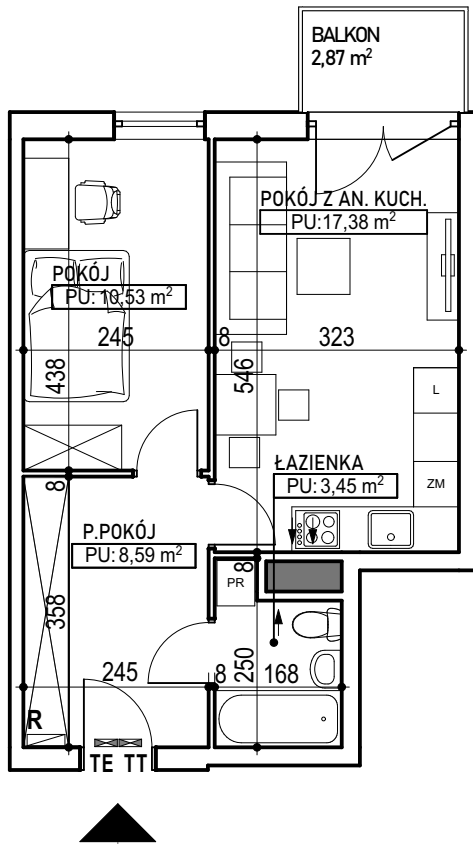 BALKON
2,87 m²
POKÓJ Z AN. KUCH.
PU:17,38 m²
POKÓJ
PU: 10,53 m²
245
8
323
438
546
L
ŁAZIENKA
PU: 3,45 m²
ZM
8
P.POKÓJ
PU: 8,59 m²
8
PR
358
245
8
250
168
R
TE TT